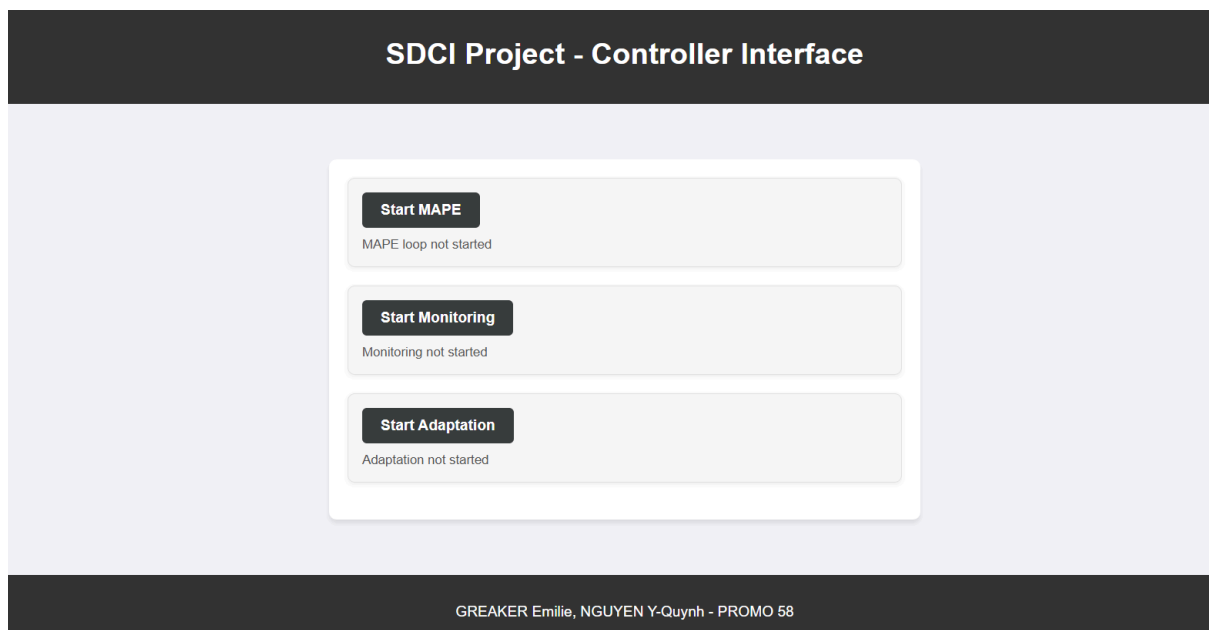 SDCI Project - Controller Interface
Start MAPE
MAPE loop not started
Start Monitoring
Monitoring not started
Start Adaptation
Adaptation not started
GREAKER Emilie, NGUYEN Y-Quynh - PROMO 58